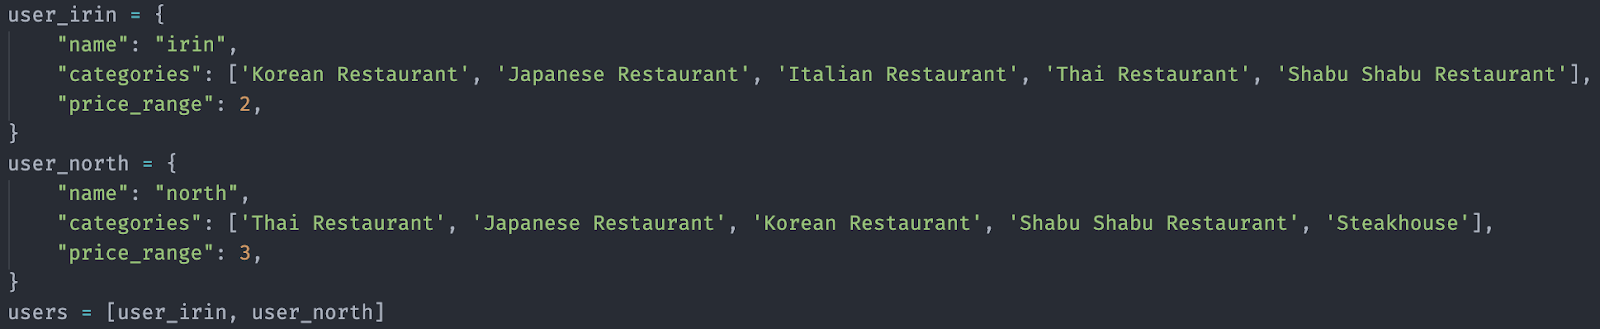 user_irin = {
    "name": "irin",
    "categories": ['Korean Restaurant', 'Japanese Restaurant', 'Italian Restaurant', 'Thai Restaurant', 'Shabu Shabu Restaurant'],
    "price_range": 2,
}
user_north = {
    "name": "north",
    "categories": ['Thai Restaurant', 'Japanese Restaurant', 'Korean Restaurant', 'Shabu Shabu Restaurant', 'Steakhouse'],
    "price_range": 3,
}
users = [user_irin, user_north]